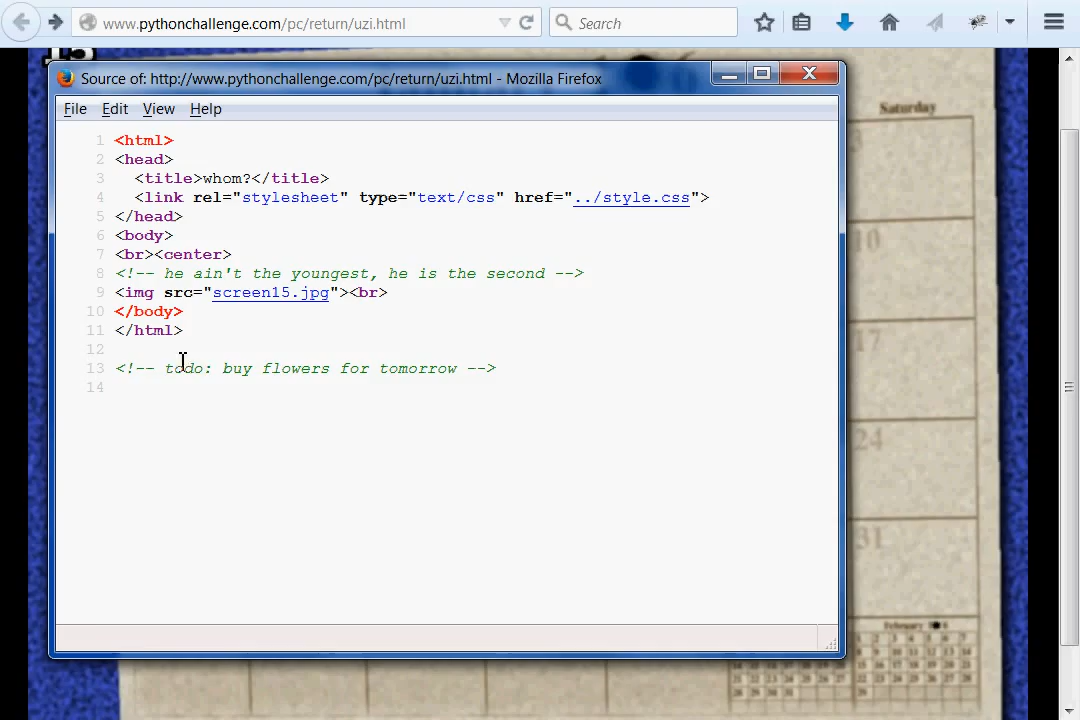 www.pythonchallenge.com/pc/return/uzi.html
Search
15
Source of: http://www.pythonchallenge.com/pc/return/uzi.html - Mozilla Firefox
File Edit View Help
Saturday
1 <html>
2 <head>
3 <title>whom?</title>
4 <link rel="stylesheet" type="text/css" href="../style.css">
5 </head>
6 <body>
7 <br><center>
8 <!-- he ain't the youngest, he is the second -->
9 <img src="screen15.jpg"><br>
10 </body>
11 </html>
12
13 <!-- todo: buy flowers for tomorrow -->
14
10
17
24
31
February